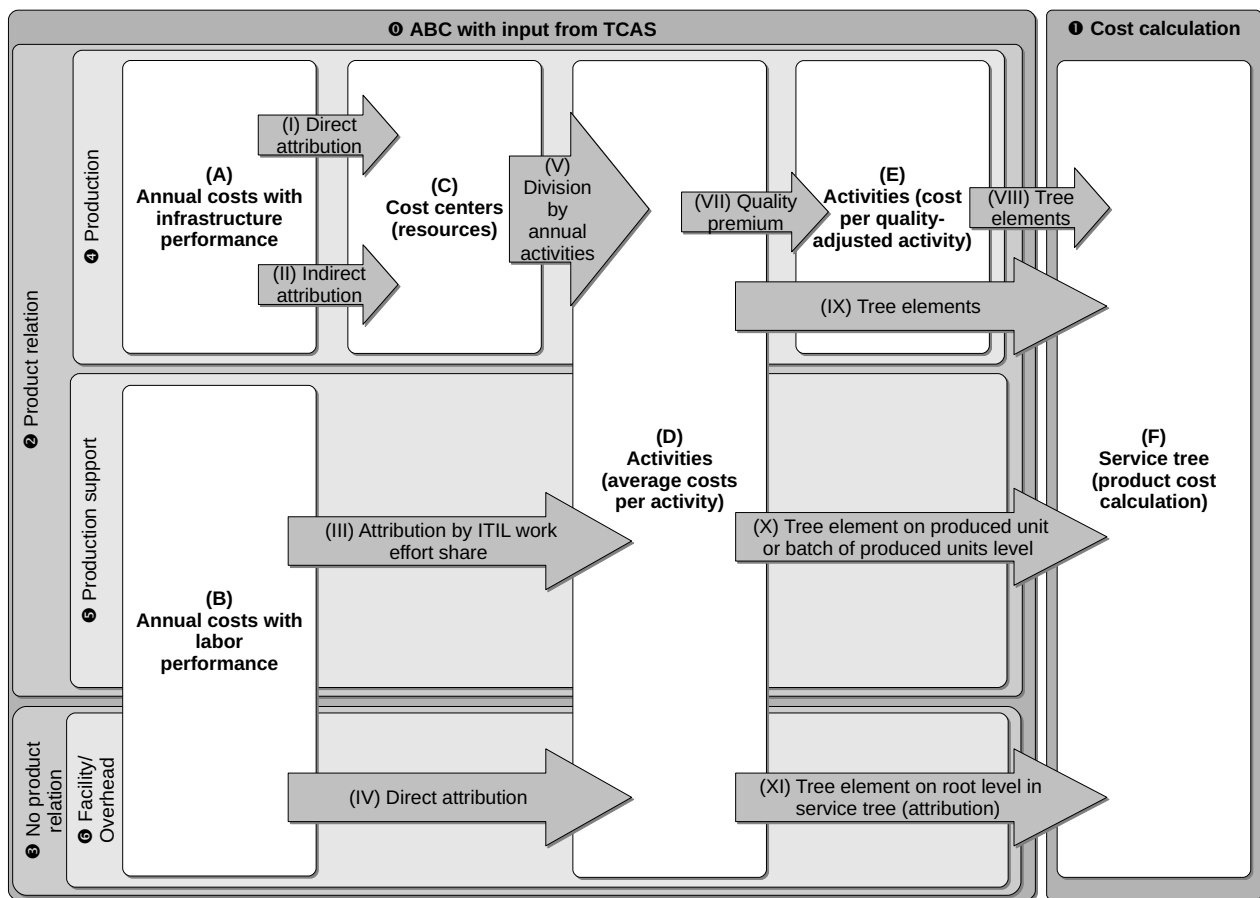 ⓿ ABC with input from TCAS
❶ Cost calculation
❷ Product relation
❹ Production
(A)
Annual costs with
infrastructure
performance
(I) Direct
attribution
(II) Indirect
attribution
(C)
Cost centers
(resources)
(V)
Division
by
annual
activities
(VII) Quality
premium
(E)
Activities (cost
per quality-
adjusted activity)
(VIII) Tree
elements
(IX) Tree elements
❺ Production support
(B)
Annual costs with
labor
performance
(III) Attribution by ITIL work
effort share
(D)
Activities
(average costs
per activity)
(X) Tree element on produced unit
or batch of produced units level
(F)
Service tree
(product cost
calculation)
❸ No product
relation
❻ Facility/
Overhead
(IV) Direct attribution
(XI) Tree element on root level in
service tree (attribution)